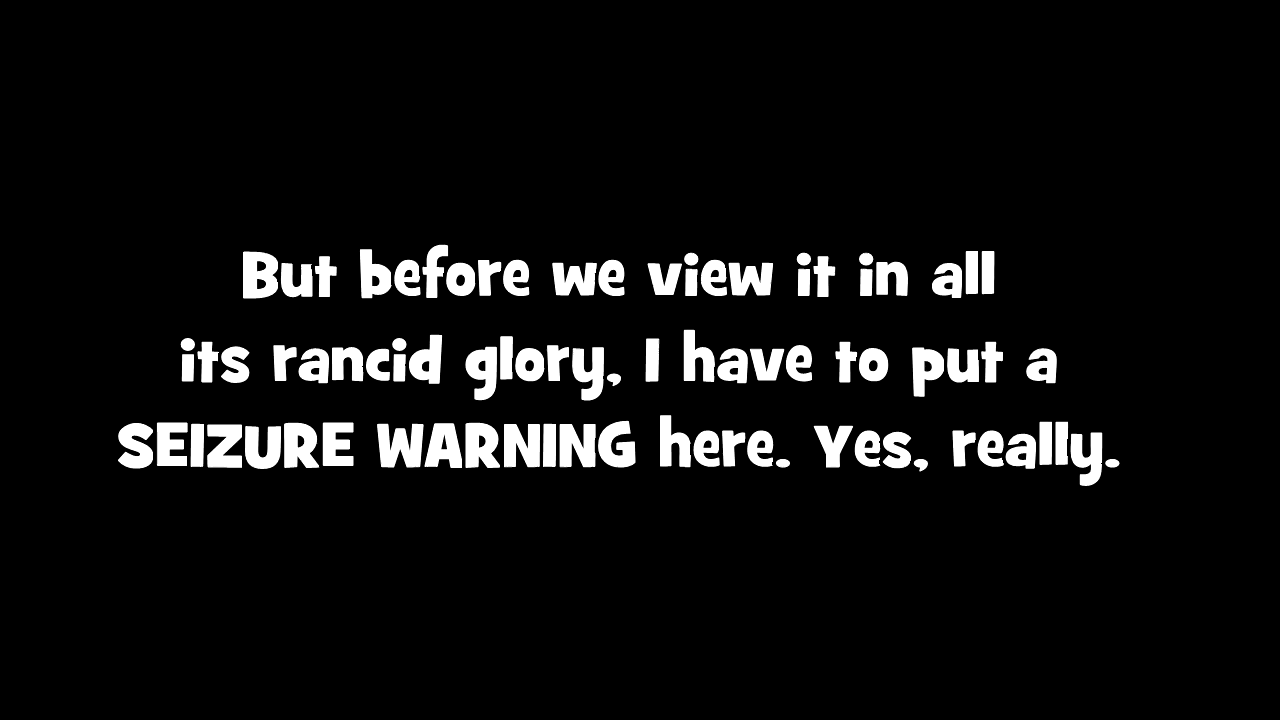 But before we view it in all
its rancid glory, I have to put a
SEIZURE WARNING here. Yes, really.